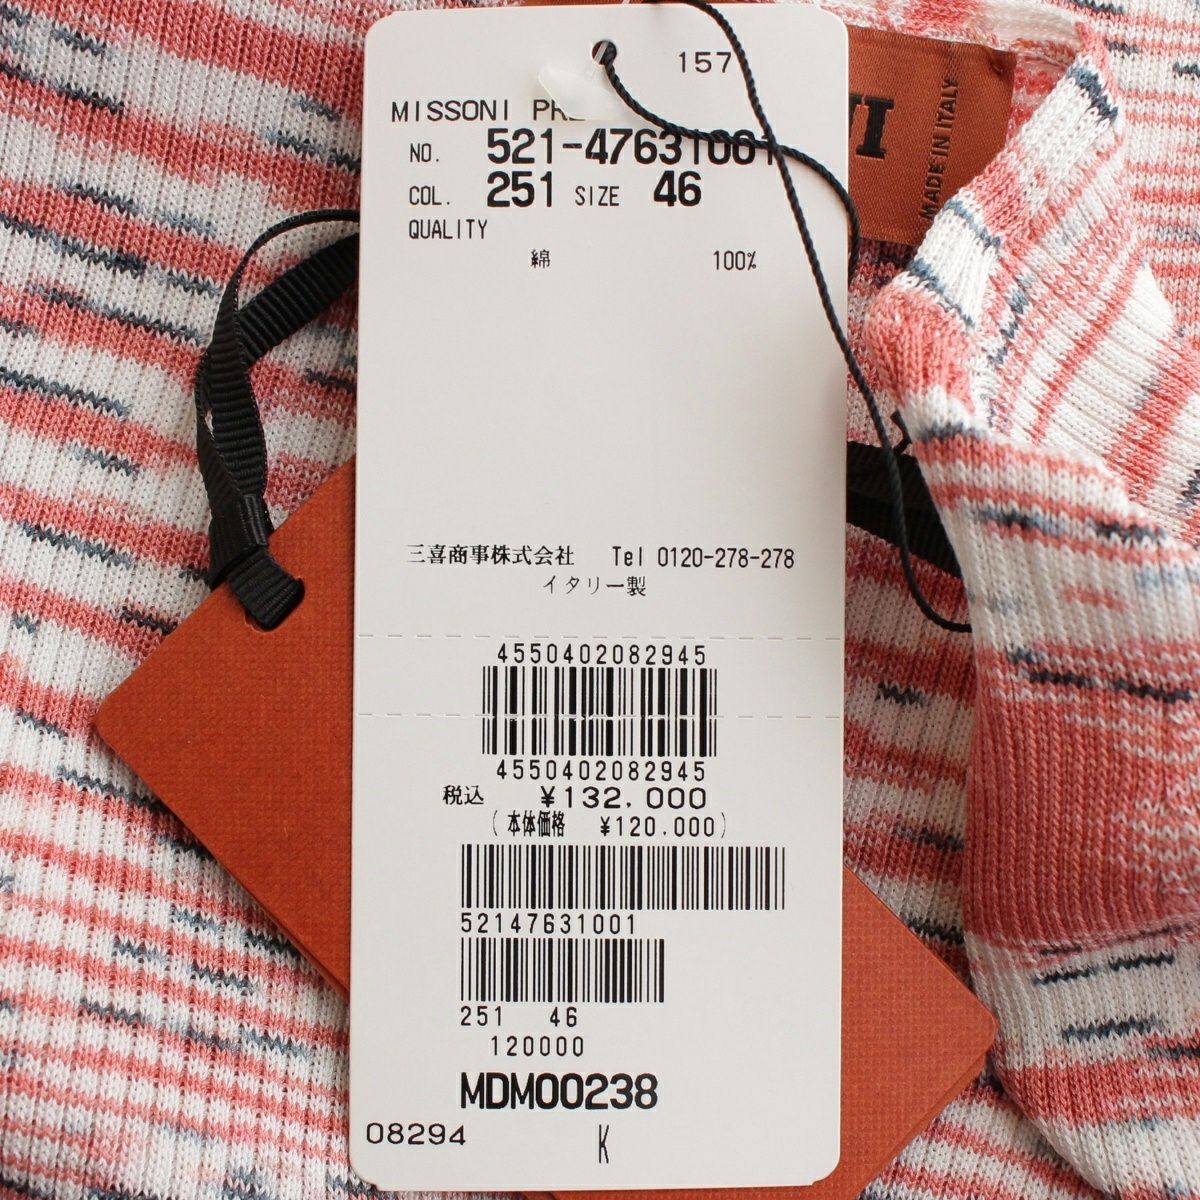 157
MISSONI
NO. 521-47631001
COL. 251 SIZE 46
QUALITY
綿 100%
三喜商事株式会社 Tel 0120-278-278
イタリー製
4550402082945
4550402082945
税込 ¥132,000
(本体価格 ¥120.000)
52147631001
251 46
120000
MDM00238
08294 K
MADE IN ITALY